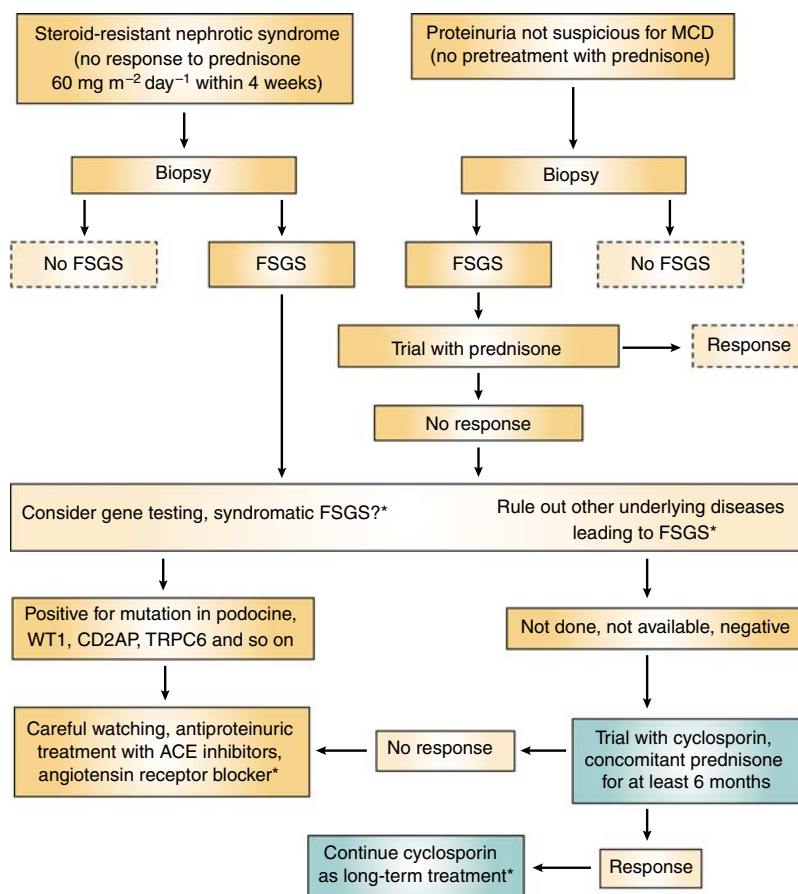 Steroid-resistant nephrotic syndrome
(no response to prednisone
60 mg m⁻² day⁻¹ within 4 weeks)
Proteinuria not suspicious for MCD
(no pretreatment with prednisone)
Biopsy
Biopsy
No FSGS
FSGS
FSGS
No FSGS
Trial with prednisone
Response
No response
Consider gene testing, syndromatic FSGS?*
Rule out other underlying diseases
leading to FSGS*
Positive for mutation in podocine,
WT1, CD2AP, TRPC6 and so on
Not done, not available, negative
Careful watching, antiproteinuric
treatment with ACE inhibitors,
angiotensin receptor blocker*
No response
Trial with cyclosporin,
concomitant prednisone
for at least 6 months
Continue cyclosporin
as long-term treatment*
Response